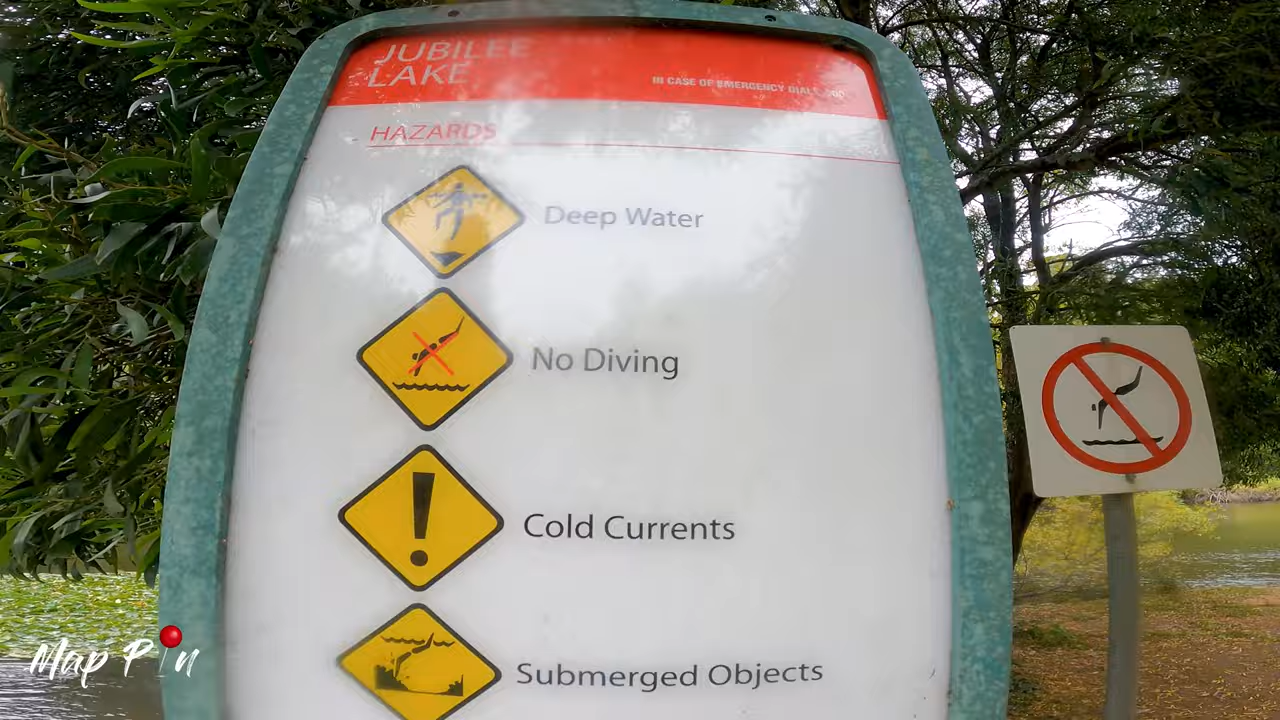 JUBILEE
LAKE
IN CASE OF EMERGENCY DIAL
HAZARDS
Deep Water
No Diving
Cold Currents
Submerged Objects
Map Pin